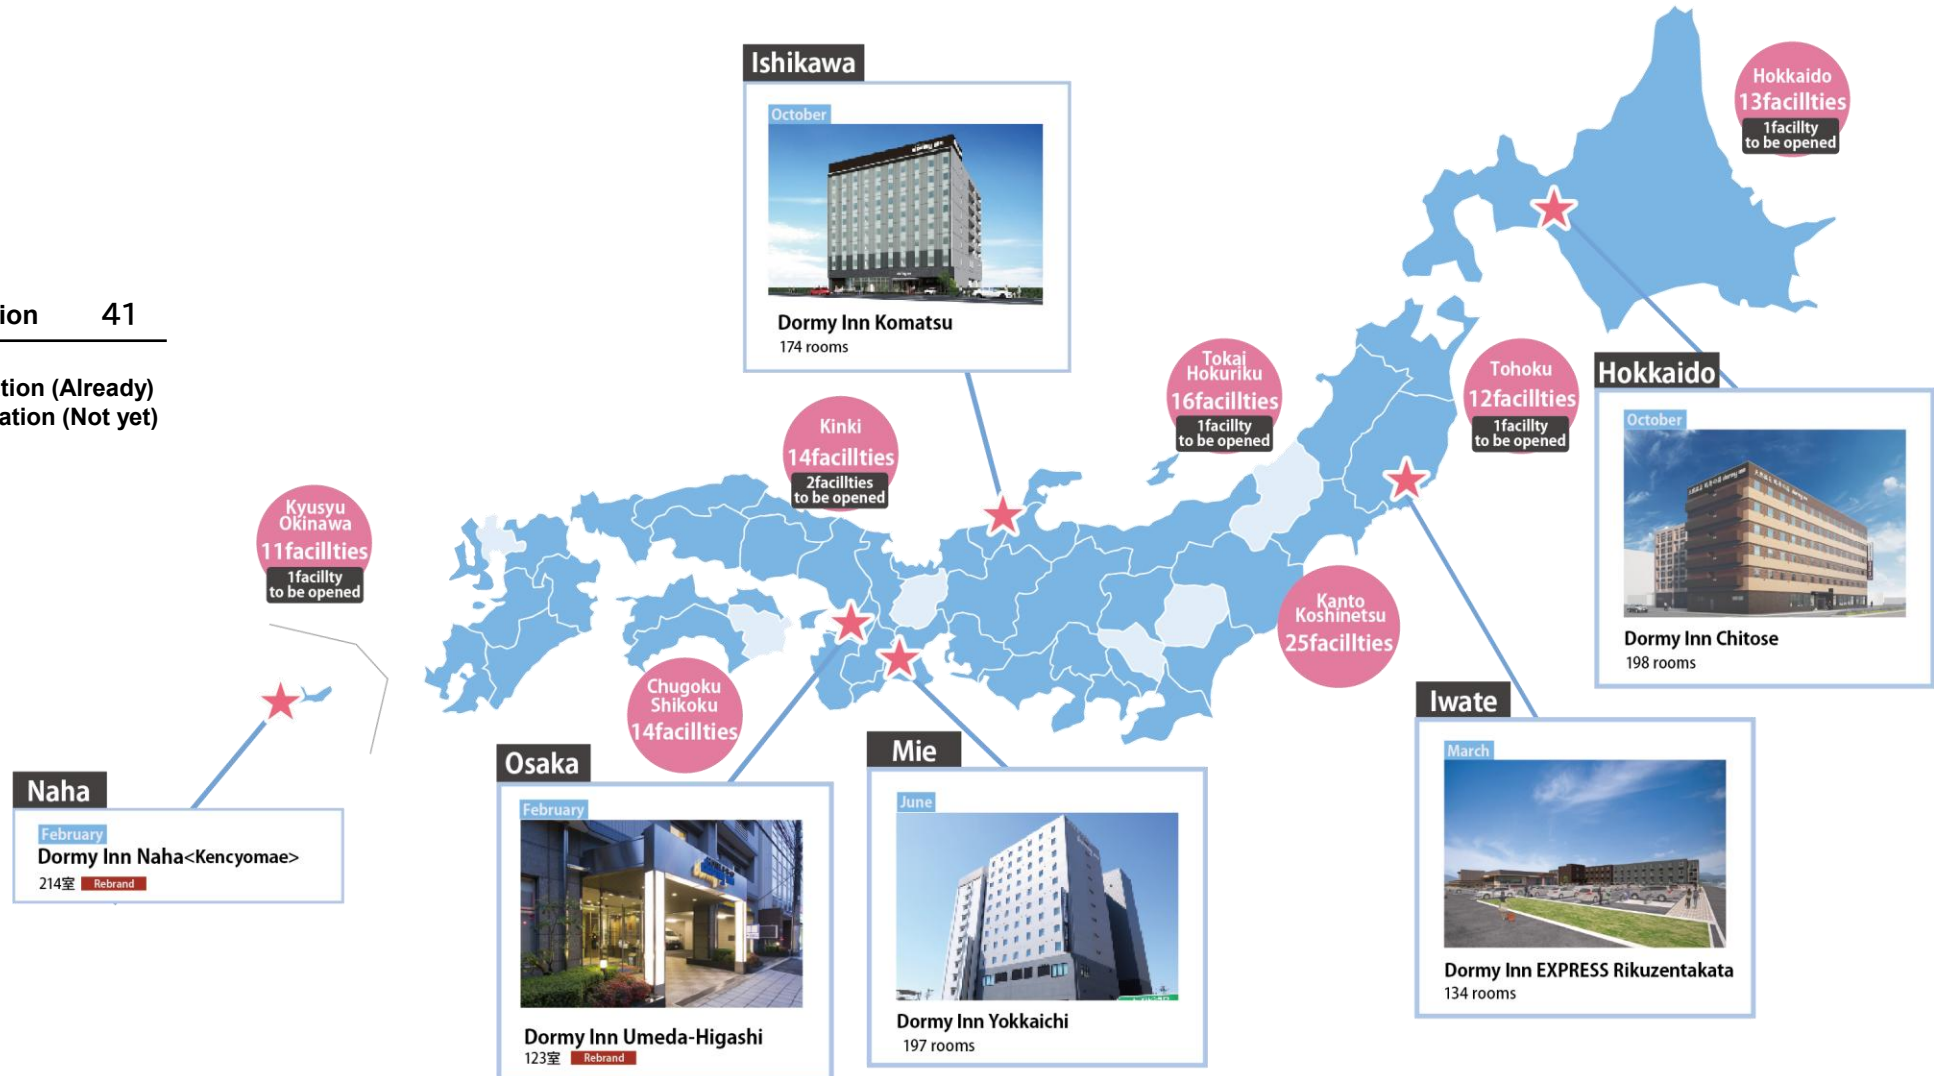 Ishikawa
October
Dormy Inn Komatsu
174 rooms
Hokkaido
13facillties
1facillty
to be opened
41
(Already)
(Not yet)
Tokai
Hokuriku
16facillties
1facillty
to be opened
Tohoku
12facillties
1facillty
to be opened
Hokkaido
October
Dormy Inn Chitose
198 rooms
Kinki
14facillties
2facillties
to be opened
Kyusyu
Okinawa
11facillties
1facillty
to be opened
Kanto
Koshinetsu
25facillties
Chugoku
Shikoku
14facillties
Naha
February
Dormy Inn Naha<Kencyomae>
214室 Rebrand
Osaka
February
Dormy Inn Umeda-Higashi
123室 Rebrand
Mie
June
Dormy Inn Yokkaichi
197 rooms
Iwate
March
Dormy Inn EXPRESS Rikuzentakata
134 rooms